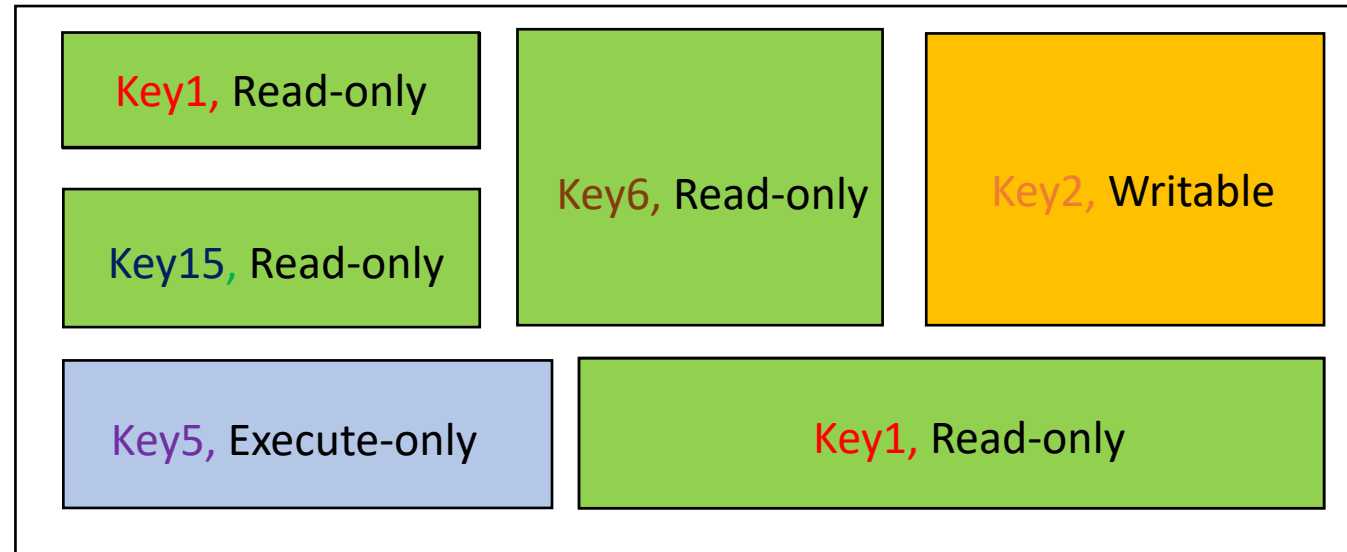 Key1, Read-only
Key15, Read-only
Key6, Read-only
Key2, Writable
Key5, Execute-only
Key1, Read-only